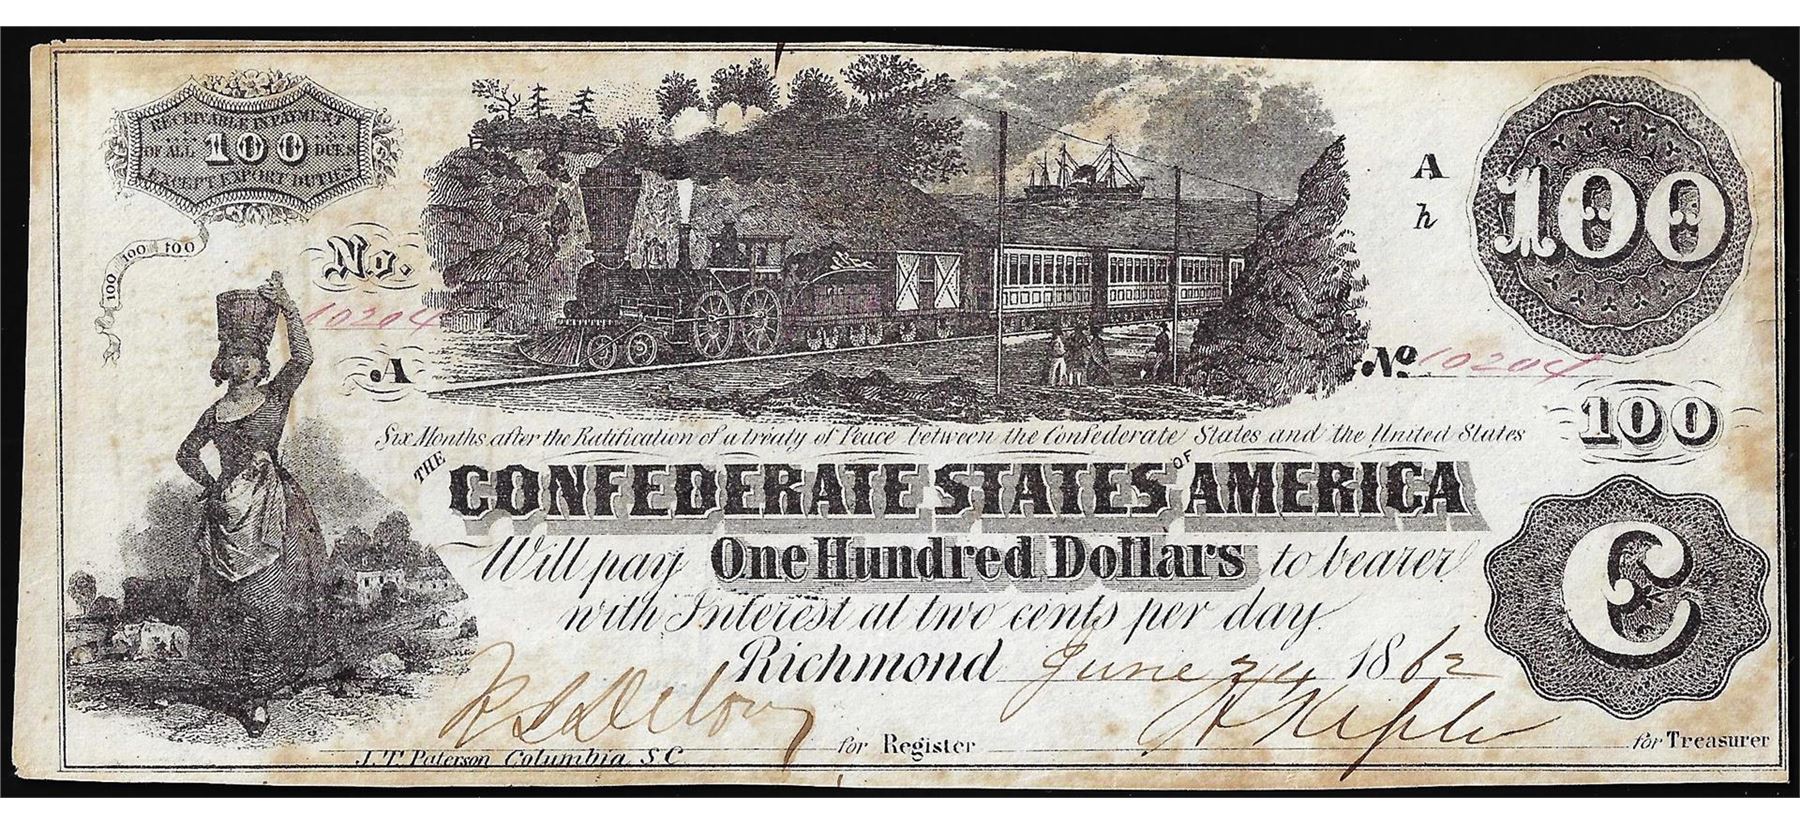 RECEIVABLE IN PAYMENT
OF ALL 100 DUES
EXCEPT EXPORT DUTIES
100 100 100
No. 10204
A
A
h
100
No 10204
100
Six Months after the Ratification of a treaty of Peace between the Confederate States and the United States
THE CONFEDERATE STATES OF AMERICA
C
Will pay One Hundred Dollars to bearer
with Interest at two cents per day
Richmond June 24 1862
for Register
for Treasurer
J.T. Paterson Columbia, S.C